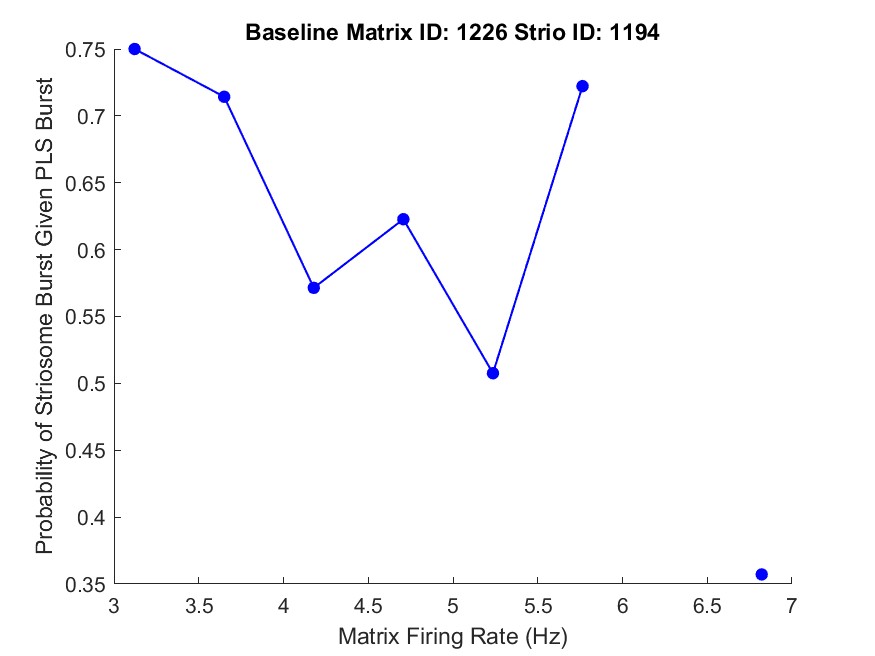 Baseline Matrix ID: 1226 Strio ID: 1194
Probability of Striosome Burst Given PLS Burst
0.75
0.7
0.65
0.6
0.55
0.5
0.45
0.4
0.35
3 3.5 4 4.5 5 5.5 6 6.5 7
Matrix Firing Rate (Hz)